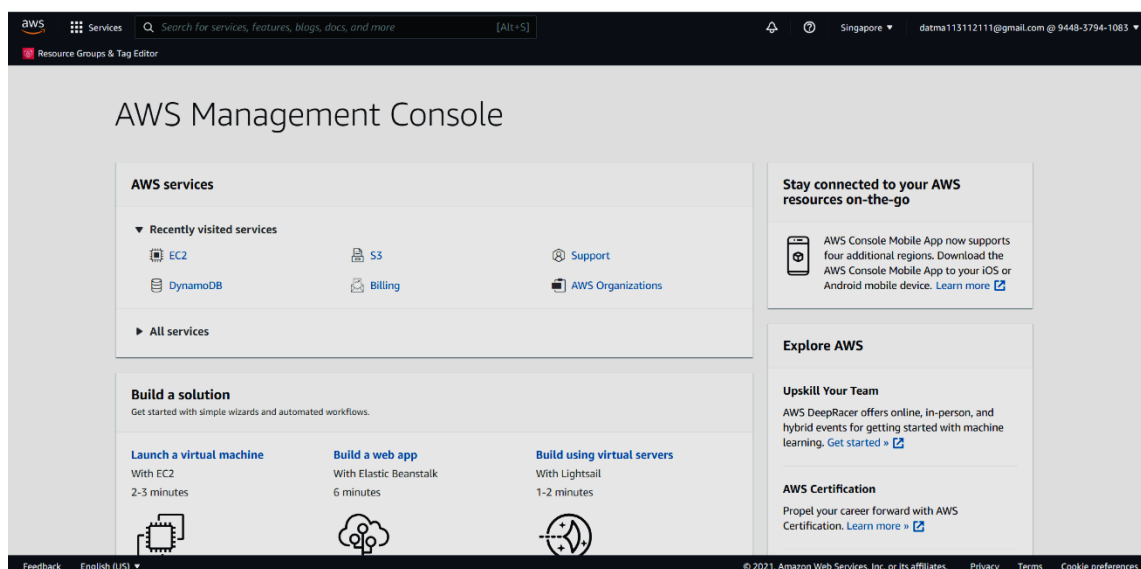 aws
Services
Search for services, features, blogs, docs, and more
[Alt+S]
Singapore ▼
datma113112111@gmail.com @ 9448-3794-1083 ▼
Resource Groups & Tag Editor
AWS Management Console
AWS services
▼ Recently visited services
EC2
S3
Support
DynamoDB
Billing
AWS Organizations
▶ All services
Build a solution
Get started with simple wizards and automated workflows.
Launch a virtual machine
With EC2
2-3 minutes
Build a web app
With Elastic Beanstalk
6 minutes
Build using virtual servers
With Lightsail
1-2 minutes
Stay connected to your AWS
resources on-the-go
AWS Console Mobile App now supports
four additional regions. Download the
AWS Console Mobile App to your iOS or
Android mobile device. Learn more
Explore AWS
Upskill Your Team
AWS DeepRacer offers online, in-person, and
hybrid events for getting started with machine
learning. Get started »
AWS Certification
Propel your career forward with AWS
Certification. Learn more »
Feedback
English (US) ▼
© 2021, Amazon Web Services, Inc. or its affiliates.
Privacy
Terms
Cookie preferences